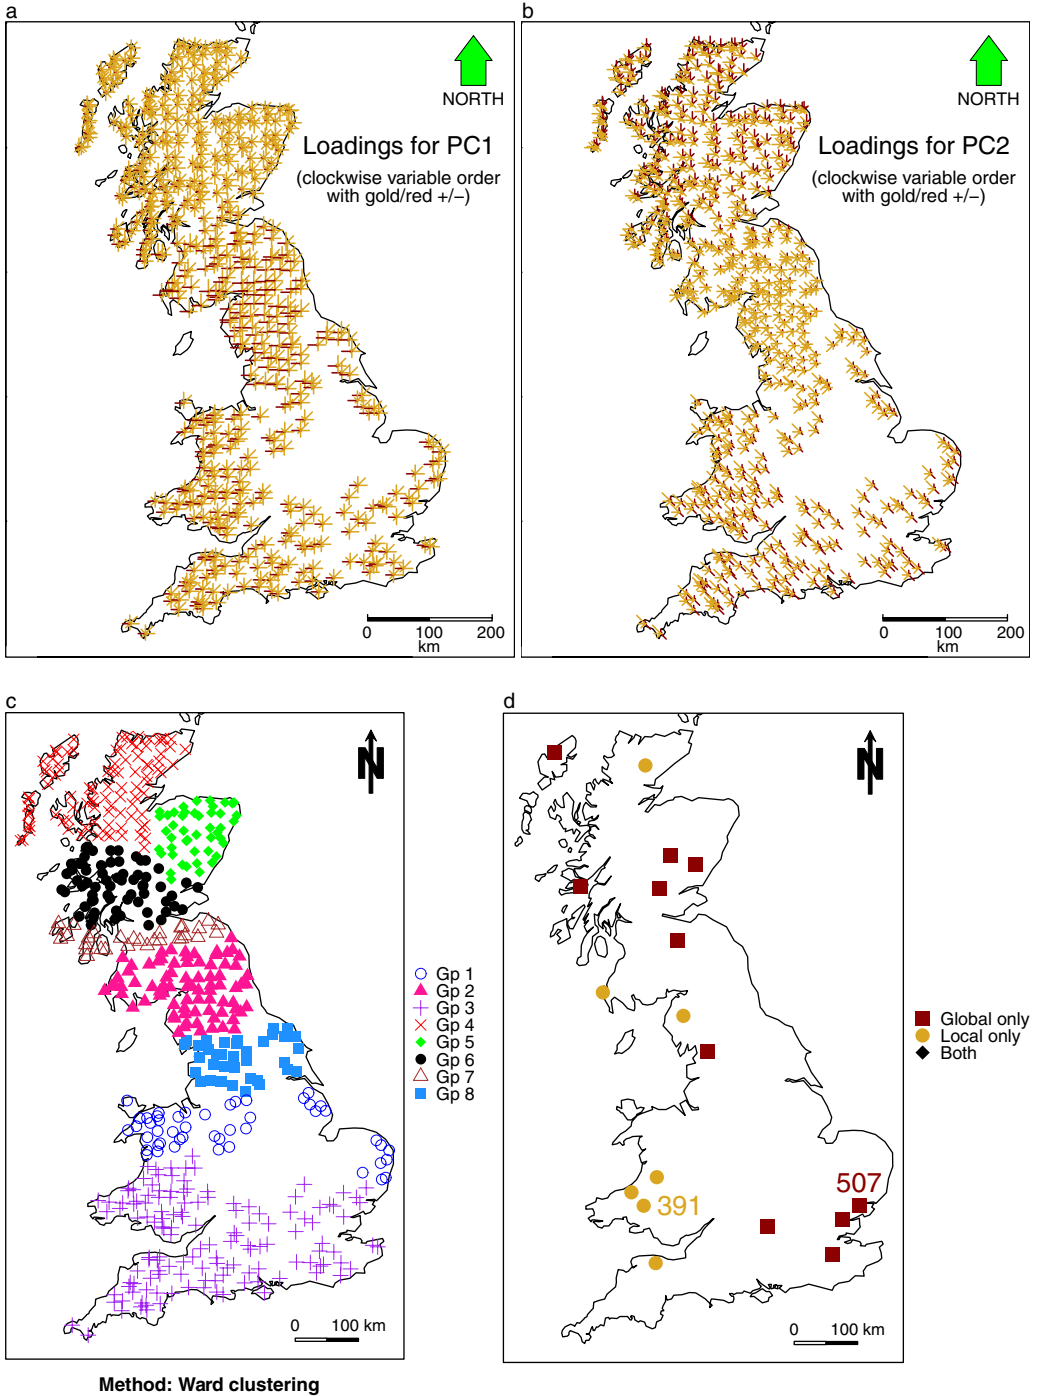 a
NORTH
Loadings for PC1
(clockwise variable order
with gold/red +/−)
0 100 200
km
b
NORTH
Loadings for PC2
(clockwise variable order
with gold/red +/−)
0 100 200
km
c
N
Gp 1
Gp 2
Gp 3
Gp 4
Gp 5
Gp 6
Gp 7
Gp 8
0 100 km
Method: Ward clustering
d
N
Global only
Local only
Both
507
391
0 100 km